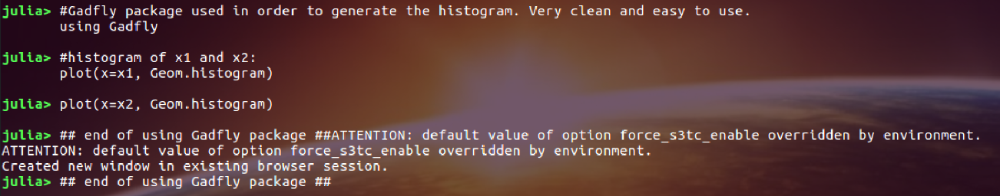 julia> #Gadfly package used in order to generate the histogram. Very clean and easy to use.
using Gadfly
julia> #histogram of x1 and x2:
plot(x=x1, Geom.histogram)
julia> plot(x=x2, Geom.histogram)
julia> ## end of using Gadfly package ##ATTENTION: default value of option force_s3tc_enable overridden by environment.
ATTENTION: default value of option force_s3tc_enable overridden by environment.
Created new window in existing browser session.
julia> ## end of using Gadfly package ##